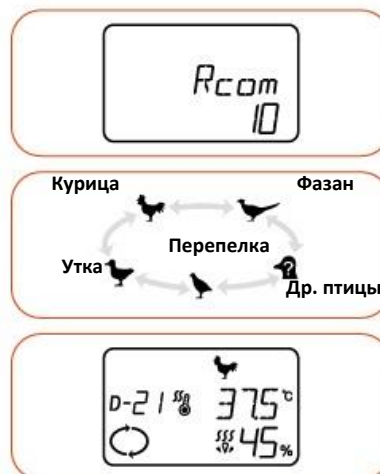 Rcom
10
Курица Фазан
Перепелка
Утка
Др. птицы
?
D-21 37.5 °C
45 %